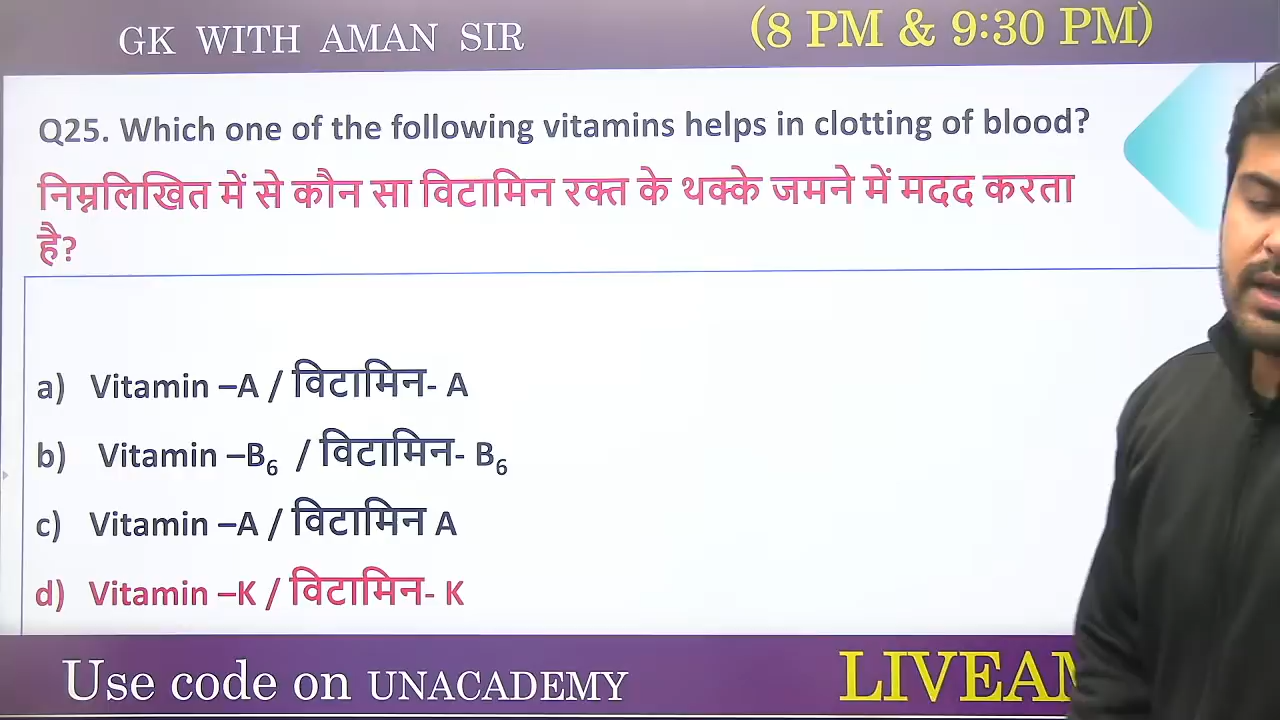 GK WITH AMAN SIR
(8 PM & 9:30 PM)
Q25. Which one of the following vitamins helps in clotting of blood?
निम्नलिखित में से कौन सा विटामिन रक्त के थक्के जमने में मदद करता
है?
a) Vitamin –A / विटामिन- A
b) Vitamin –B₆ / विटामिन- B₆
c) Vitamin –A / विटामिन A
d) Vitamin –K / विटामिन- K
Use code on UNACADEMY
LIVEAM